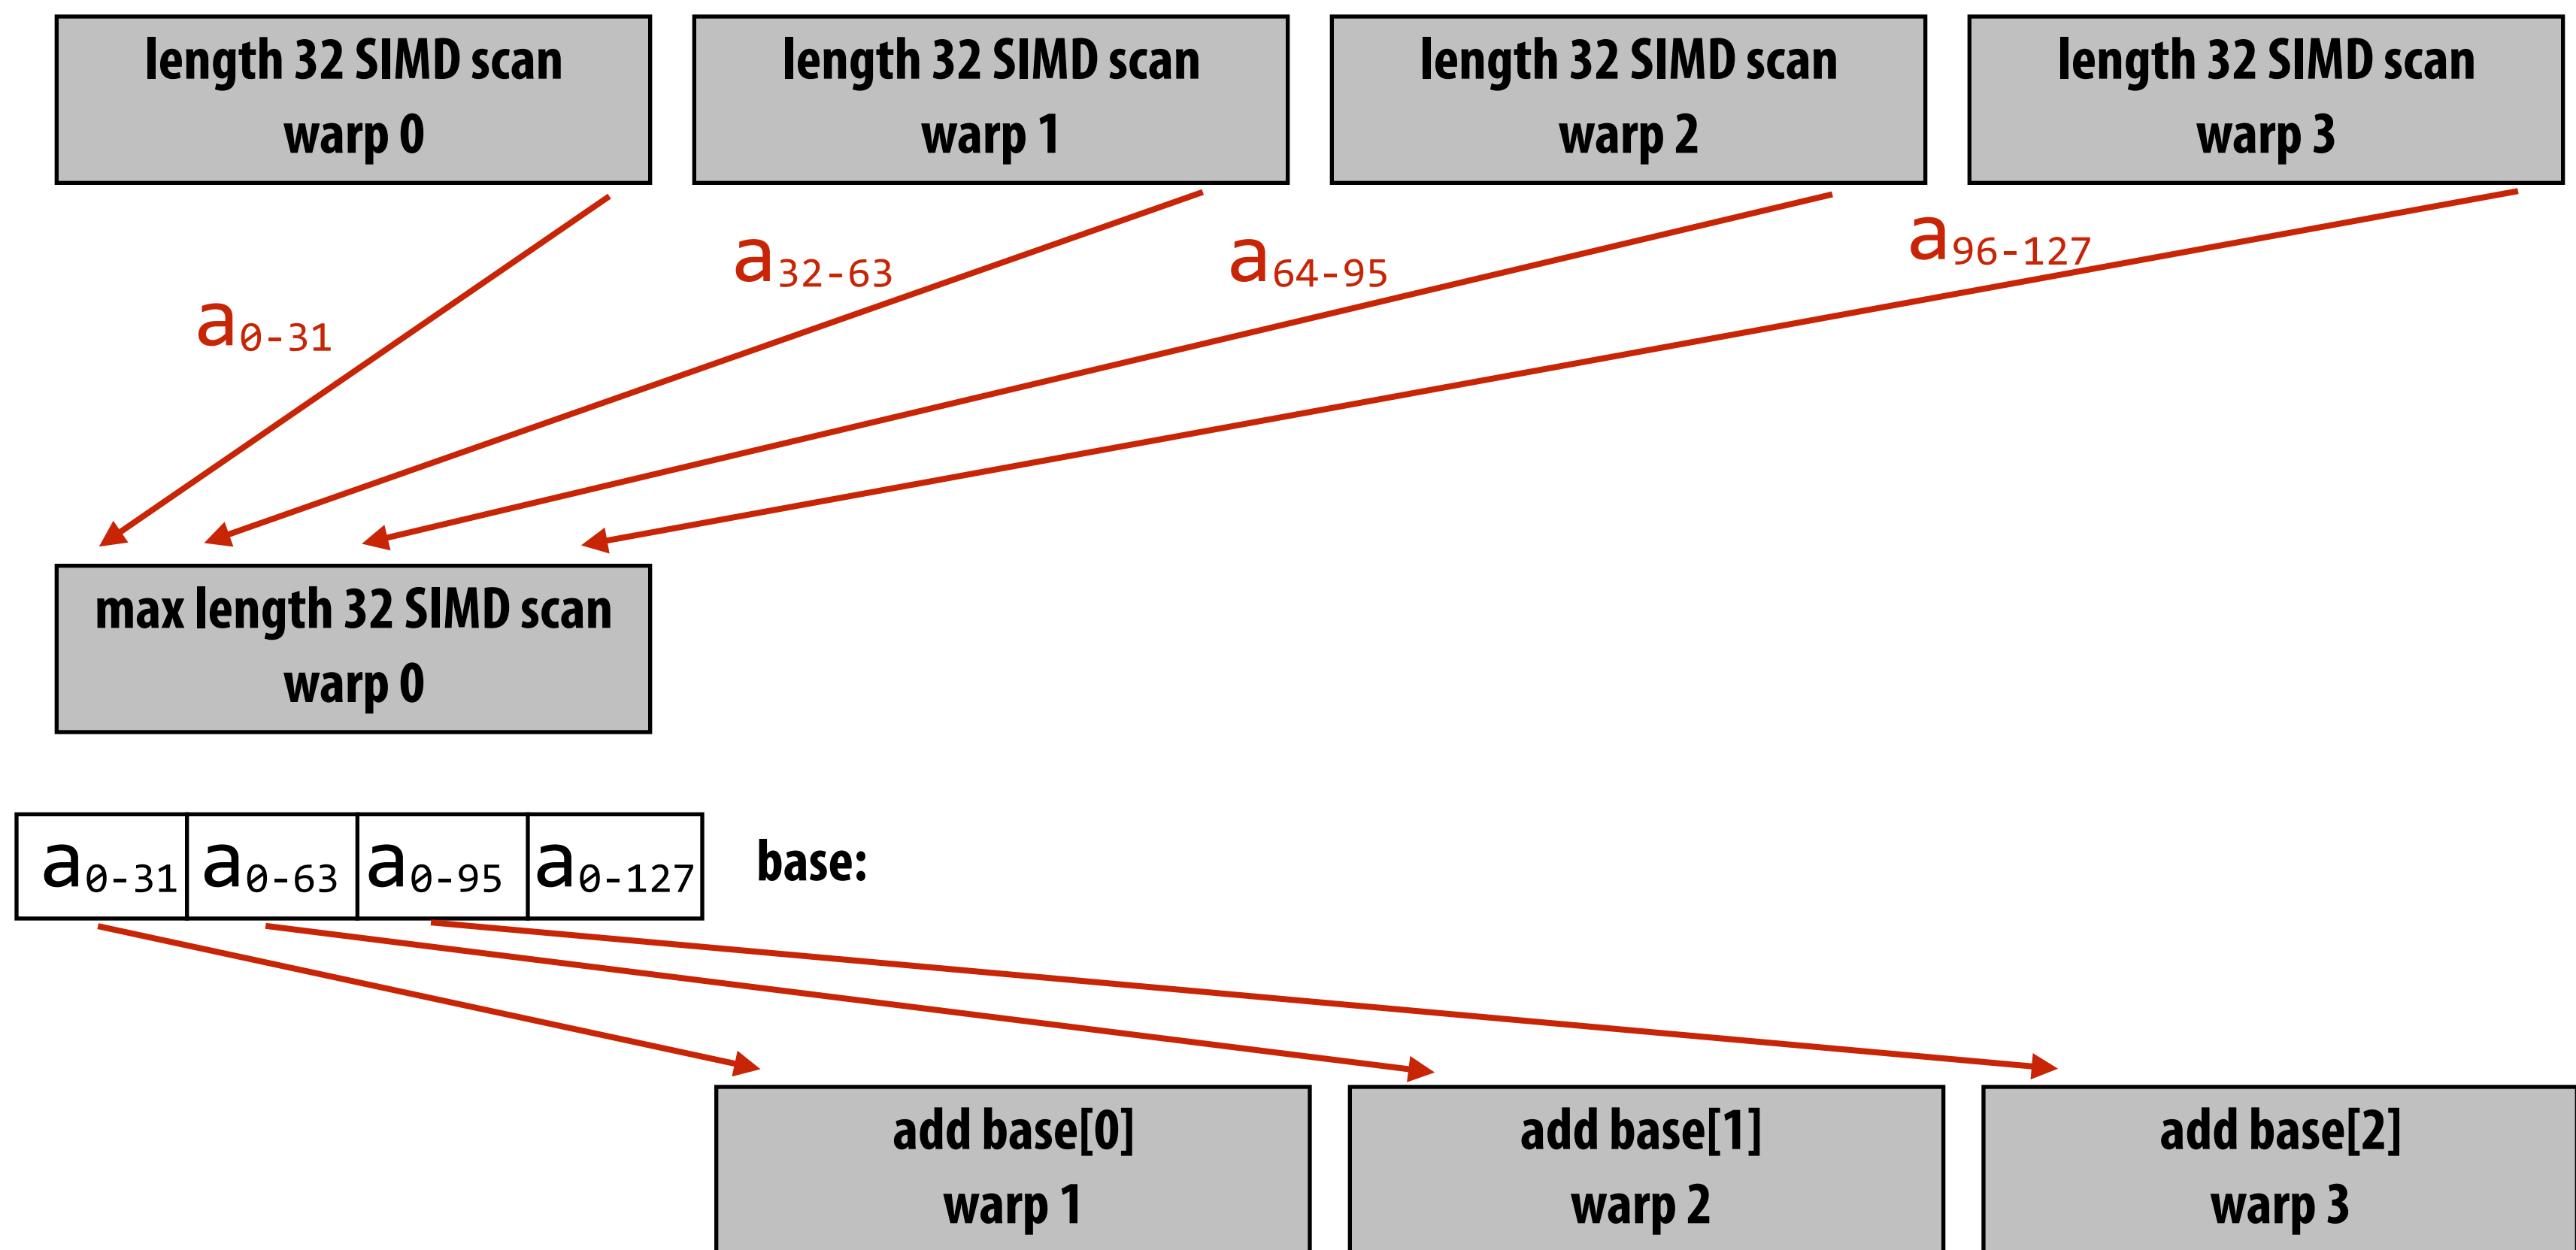 length 32 SIMD scan
warp 0
length 32 SIMD scan
warp 1
length 32 SIMD scan
warp 2
length 32 SIMD scan
warp 3
a0-31
a32-63
a64-95
a96-127
max length 32 SIMD scan
warp 0
a0-31 a0-63 a0-95 a0-127 base:
add base[0]
warp 1
add base[1]
warp 2
add base[2]
warp 3